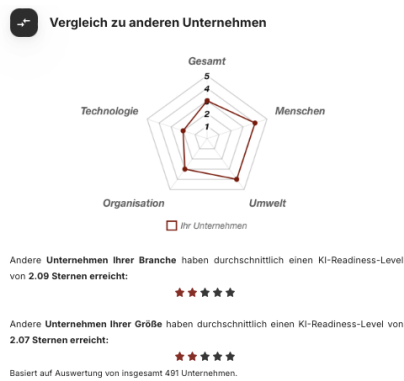 Vergleich zu anderen Unternehmen
Gesamt
5
4
2
1
Technologie
Menschen
Organisation
Umwelt
Ihr Unternehmen
Andere Unternehmen Ihrer Branche haben durchschnittlich einen KI-Readiness-Level
von 2.09 Sternen erreicht:
Andere Unternehmen Ihrer Größe haben durchschnittlich einen KI-Readiness-Level von
2.07 Sternen erreicht:
Basiert auf Auswertung von insgesamt 491 Unternehmen.